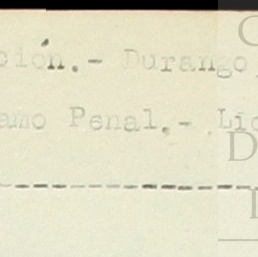 ción.- Durango,
amo Penal,- Lic